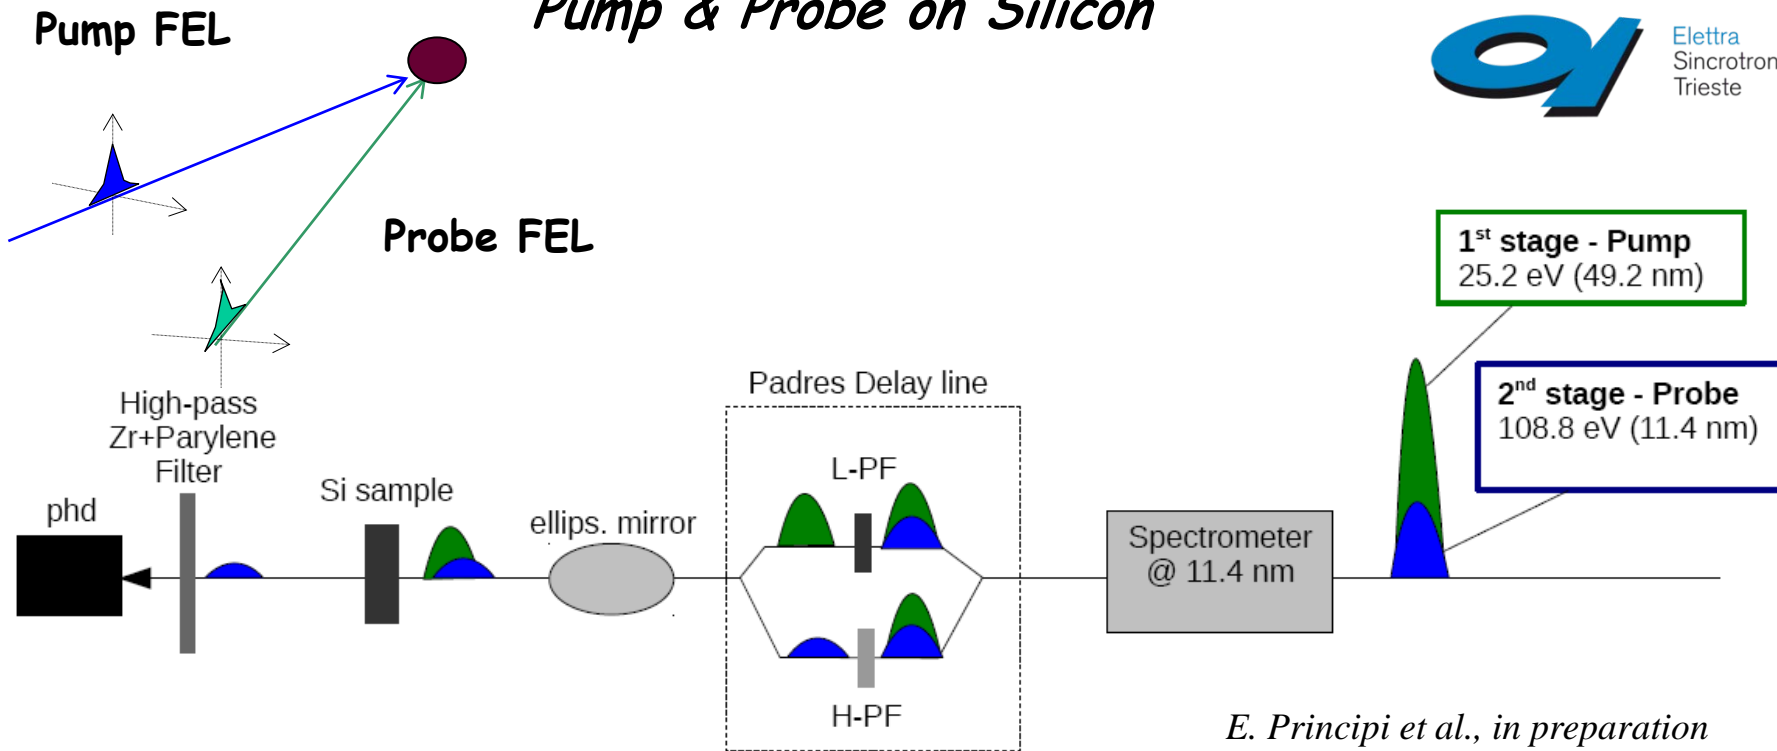 Pump & Probe on Silicon
Pump FEL
Elettra
Sincrotron
Trieste
Probe FEL
1st stage - Pump
25.2 eV (49.2 nm)
2nd stage - Probe
108.8 eV (11.4 nm)
Padres Delay line
High-pass
Zr+Parylene
Filter
L-PF
Si sample
phd
ellips. mirror
Spectrometer
@ 11.4 nm
H-PF
E. Principi et al., in preparation